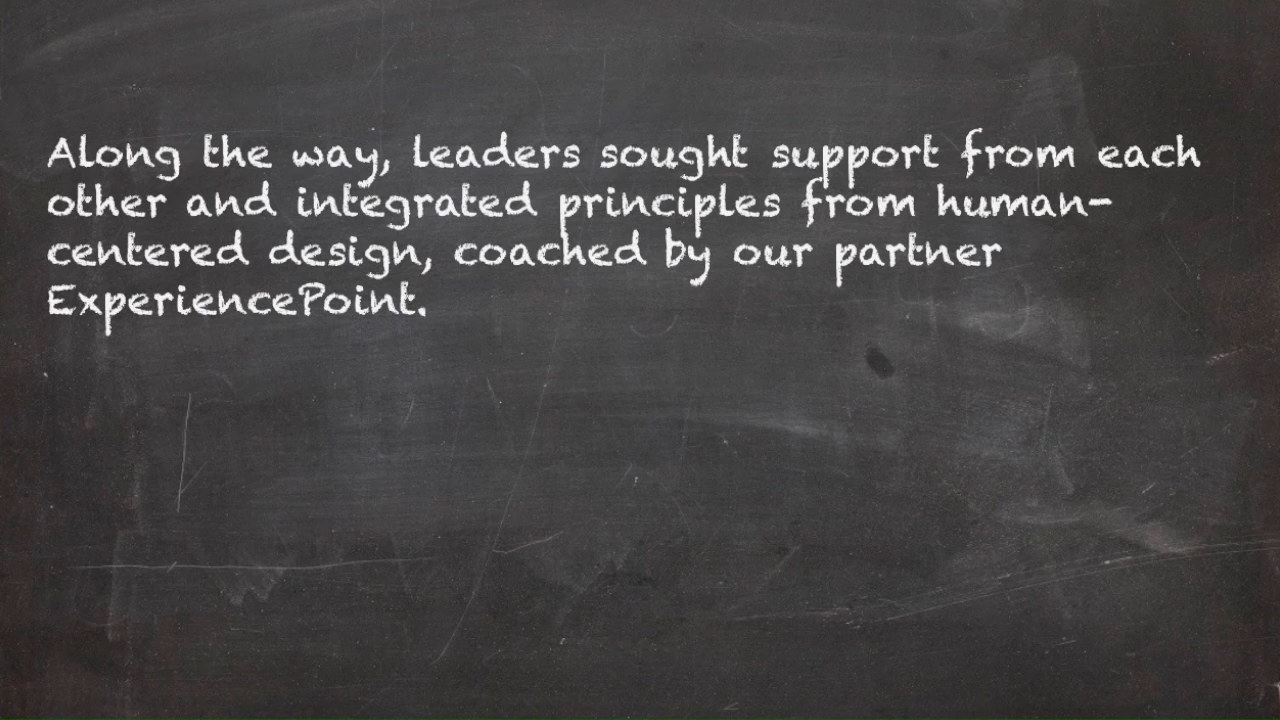 Along the way, leaders sought support from each
other and integrated principles from human-
centered design, coached by our partner
ExperiencePoint.